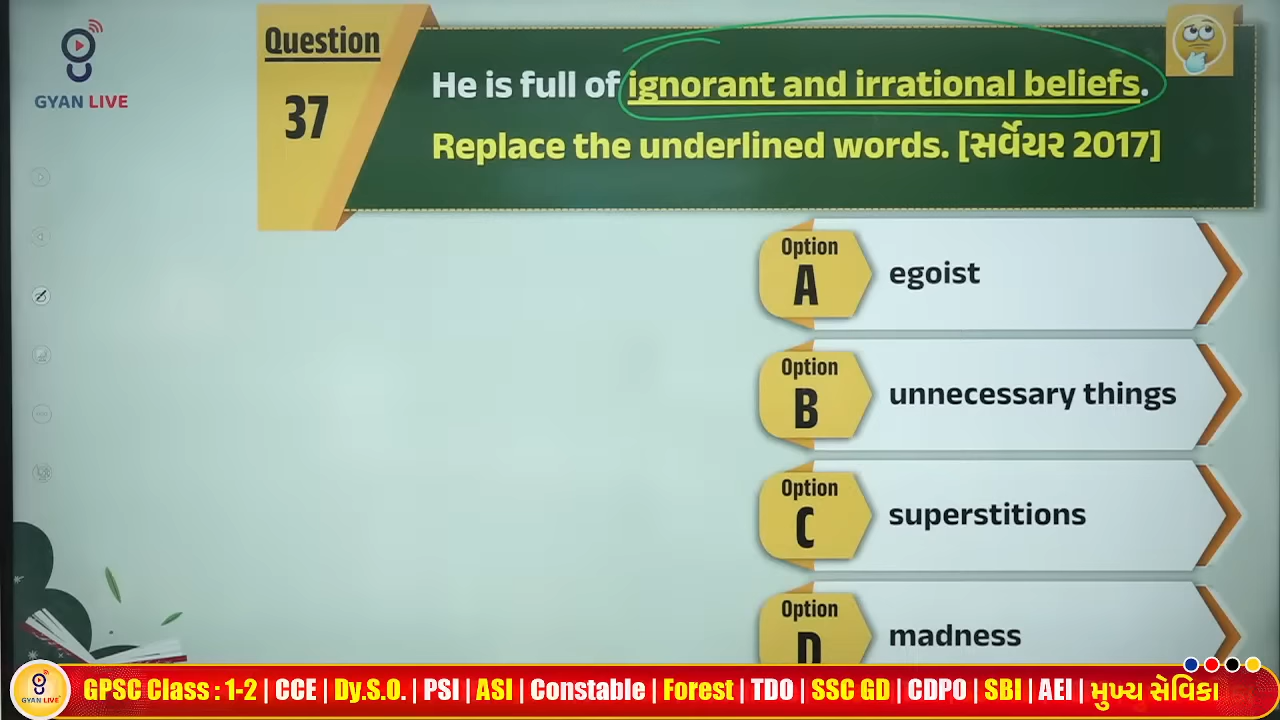 GYAN LIVE
Question
37
He is full of ignorant and irrational beliefs.
Replace the underlined words. [સર્વેયર 2017]
Option
A
egoist
Option
B
unnecessary things
Option
C
superstitions
Option
D
madness
GYAN LIVE
GPSC Class : 1-2 | CCE | Dy.S.O. | PSI | ASI | Constable | Forest | TDO | SSC GD | CDPO | SBI | AEI | મુખ્ય સેવિકા